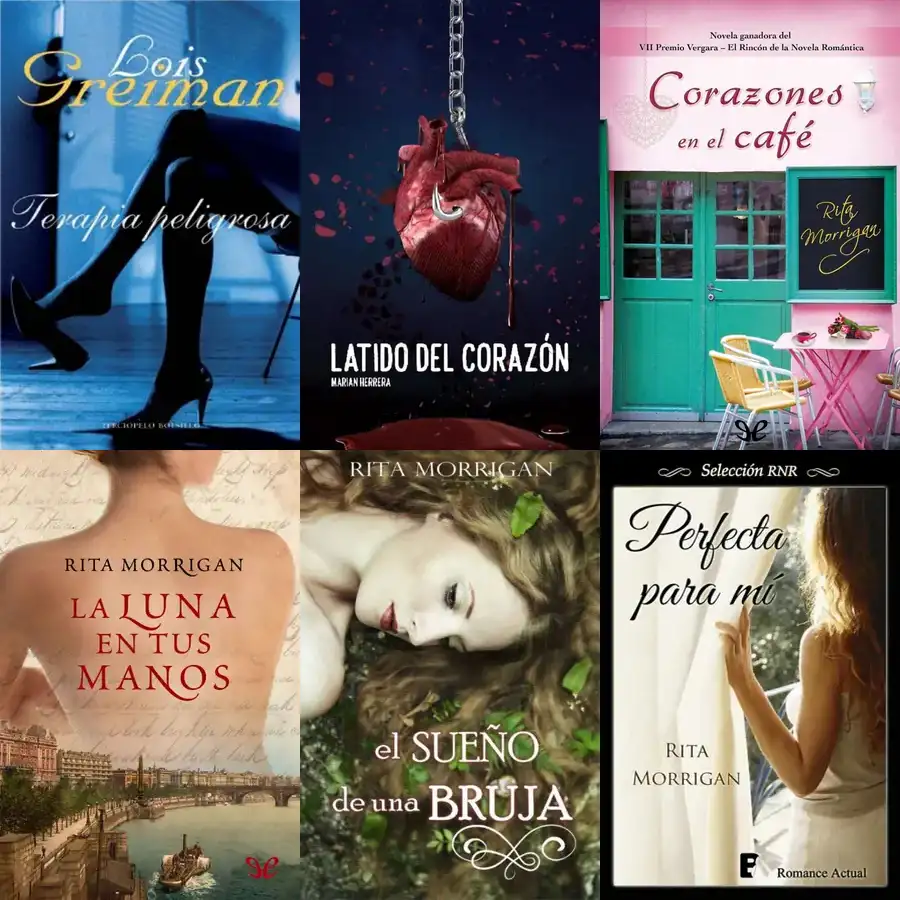 Lois
Greiman
Terapia peligrosa
TERCIOPELO BOLSILLO
LATIDO DEL CORAZÓN
MARIAN HERRERA
Novela ganadora del
VII Premio Vergara – El Rincón de la Novela Romántica
Corazones
en el café
Rita
Morrigan
RITA MORRIGAN
LA LUNA
EN TUS
MANOS
RITA MORRIGAN
el SUEÑO
de una BRUJA
Selección RNR
Perfecta
para mí
RITA
MORRIGAN
B
Romance Actual